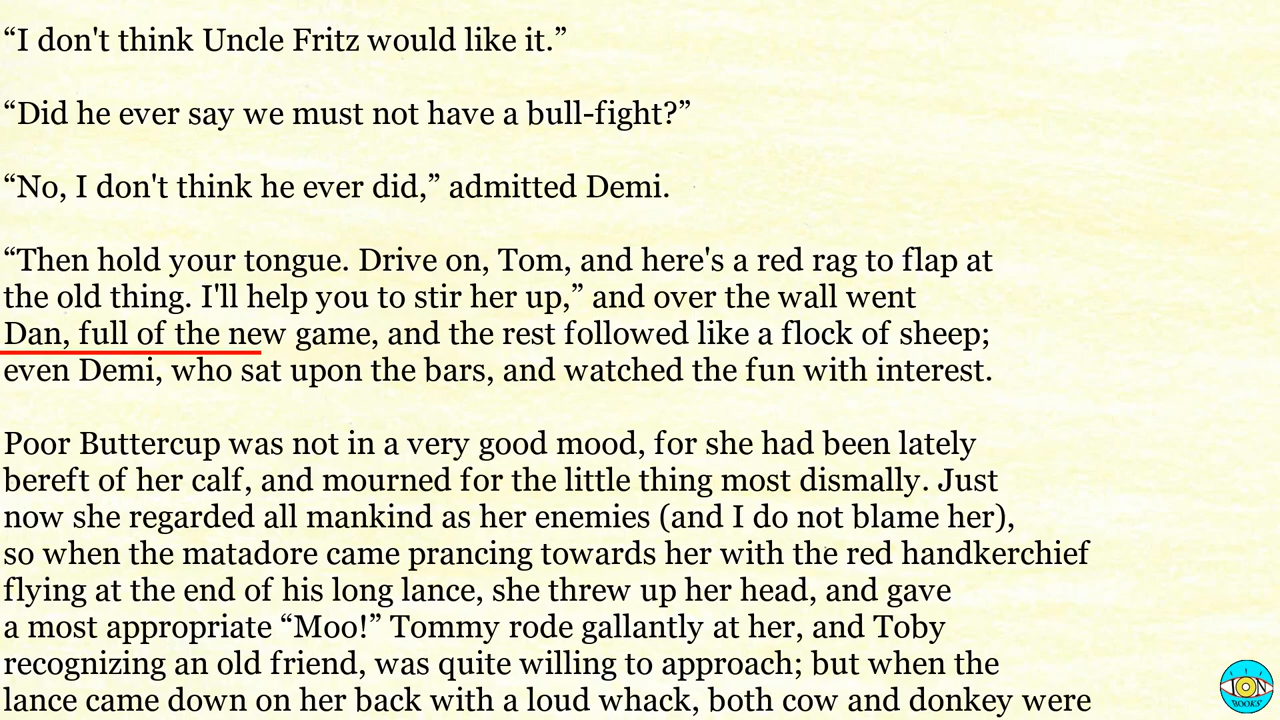 “I don't think Uncle Fritz would like it.”
“Did he ever say we must not have a bull-fight?”
“No, I don't think he ever did,” admitted Demi.
“Then hold your tongue. Drive on, Tom, and here's a red rag to flap at
the old thing. I'll help you to stir her up,” and over the wall went
Dan, full of the new game, and the rest followed like a flock of sheep;
even Demi, who sat upon the bars, and watched the fun with interest.
Poor Buttercup was not in a very good mood, for she had been lately
bereft of her calf, and mourned for the little thing most dismally. Just
now she regarded all mankind as her enemies (and I do not blame her),
so when the matadore came prancing towards her with the red handkerchief
flying at the end of his long lance, she threw up her head, and gave
a most appropriate “Moo!” Tommy rode gallantly at her, and Toby
recognizing an old friend, was quite willing to approach; but when the
lance came down on her back with a loud whack, both cow and donkey were
ION
BOOKS